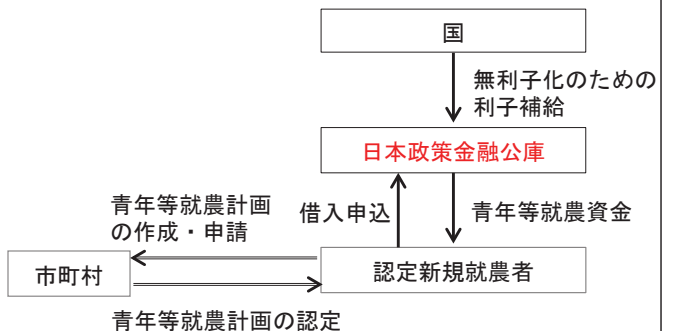 国
無利子化のための
利子補給
日本政策金融公庫
青年等就農計画
の作成・申請
借入申込
青年等就農資金
市町村
認定新規就農者
青年等就農計画の認定